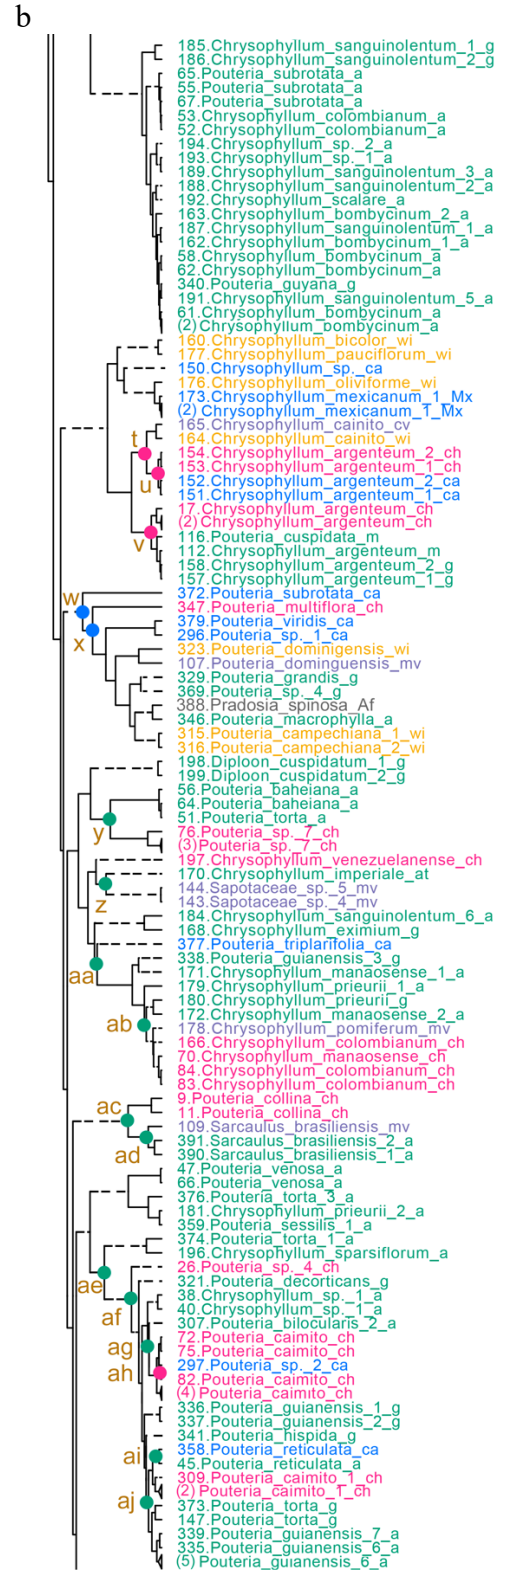 b
185.Chrysophyllum_sanguinolentum_1_g
186.Chrysophyllum_sanguinolentum_2_g
65.Pouteria_subrotata_a
55.Pouteria_subrotata_a
67.Pouteria_subrotata_a
53.Chrysophyllum_colombianum_a
52.Chrysophyllum_colombianum_a
194.Chrysophyllum_sp._2_a
193.Chrysophyllum_sp._1_a
189.Chrysophyllum_sanguinolentum_3_a
188.Chrysophyllum_sanguinolentum_2_a
192.Chrysophyllum_scalare_a
163.Chrysophyllum_bombycinum_2_a
187.Chrysophyllum_sanguinolentum_1_a
162.Chrysophyllum_bombycinum_1_a
58.Chrysophyllum_bombycinum_a
62.Chrysophyllum_bombycinum_a
340.Pouteria_guyana_g
191.Chrysophyllum_sanguinolentum_5_a
61.Chrysophyllum_bombycinum_a
(2) Chrysophyllum_bombycinum_a
160.Chrysophyllum_bicolor_wi
177.Chrysophyllum_pauciflorum_wi
150.Chrysophyllum_sp._ca
176.Chrysophyllum_oliviforme_wi
173.Chrysophyllum_mexicanum_1_Mx
(2) Chrysophyllum_mexicanum_1_Mx
165.Chrysophyllum_cainito_cv
t 164.Chrysophyllum_cainito_wi
154.Chrysophyllum_argenteum_2_ch
153.Chrysophyllum_argenteum_1_ch
u 152.Chrysophyllum_argenteum_2_ca
151.Chrysophyllum_argenteum_1_ca
17.Chrysophyllum_argenteum_ch
(2) Chrysophyllum_argenteum_ch
116.Pouteria_cuspidata_m
v 112.Chrysophyllum_argenteum_m
158.Chrysophyllum_argenteum_2_g
157.Chrysophyllum_argenteum_1_g
w 372.Pouteria_subrotata_ca
347.Pouteria_multiflora_ch
379.Pouteria_viridis_ca
x 296.Pouteria_sp._1_ca
323.Pouteria_dominigensis_wi
107.Pouteria_dominguensis_mv
329.Pouteria_grandis_g
369.Pouteria_sp._4_g
388.Pradosia_spinosa_Af
346.Pouteria_macrophylla_a
315.Pouteria_campechiana_1_wi
316.Pouteria_campechiana_2_wi
198.Diploon_cuspidatum_1_g
199.Diploon_cuspidatum_2_g
56.Pouteria_baheiana_a
64.Pouteria_baheiana_a
51.Pouteria_torta_a
y 76.Pouteria_sp._7_ch
(3) Pouteria_sp._7_ch
197.Chrysophyllum_venezuelanense_ch
170.Chrysophyllum_imperiale_at
144.Sapotaceae_sp._5_mv
z 143.Sapotaceae_sp._4_mv
184.Chrysophyllum_sanguinolentum_6_a
168.Chrysophyllum_eximium_g
377.Pouteria_triplarifolia_ca
338.Pouteria_guianensis_3_g
aa 171.Chrysophyllum_manaosense_1_a
179.Chrysophyllum_prieurii_1_a
180.Chrysophyllum_prieurii_g
172.Chrysophyllum_manaosense_2_a
ab 178.Chrysophyllum_pomiferum_mv
166.Chrysophyllum_colombianum_ch
70.Chrysophyllum_manaosense_ch
84.Chrysophyllum_colombianum_ch
83.Chrysophyllum_colombianum_ch
ac 9.Pouteria_collina_ch
11.Pouteria_collina_ch
109.Sarcaulus_brasiliensis_mv
391.Sarcaulus_brasiliensis_2_a
ad 390.Sarcaulus_brasiliensis_1_a
47.Pouteria_venosa_a
66.Pouteria_venosa_a
376.Pouteria_torta_3_a
181.Chrysophyllum_prieurii_2_a
359.Pouteria_sessilis_1_a
374.Pouteria_torta_1_a
196.Chrysophyllum_sparsiflorum_a
26.Pouteria_sp._4_ch
ae 321.Pouteria_decorticans_g
38.Chrysophyllum_sp._1_a
40.Chrysophyllum_sp._1_a
af 307.Pouteria_bilocularis_2_a
72.Pouteria_caimito_ch
ag 75.Pouteria_caimito_ch
297.Pouteria_sp._2_ca
ah 82.Pouteria_caimito_ch
(4) Pouteria_caimito_ch
336.Pouteria_guianensis_1_g
337.Pouteria_guianensis_2_g
341.Pouteria_hispida_g
ai 358.Pouteria_reticulata_ca
45.Pouteria_reticulata_a
309.Pouteria_caimito_1_ch
(2) Pouteria_caimito_1_ch
aj 373.Pouteria_torta_g
147.Pouteria_torta_g
339.Pouteria_guianensis_7_a
335.Pouteria_guianensis_6_a
(5) Pouteria_guianensis_6_a